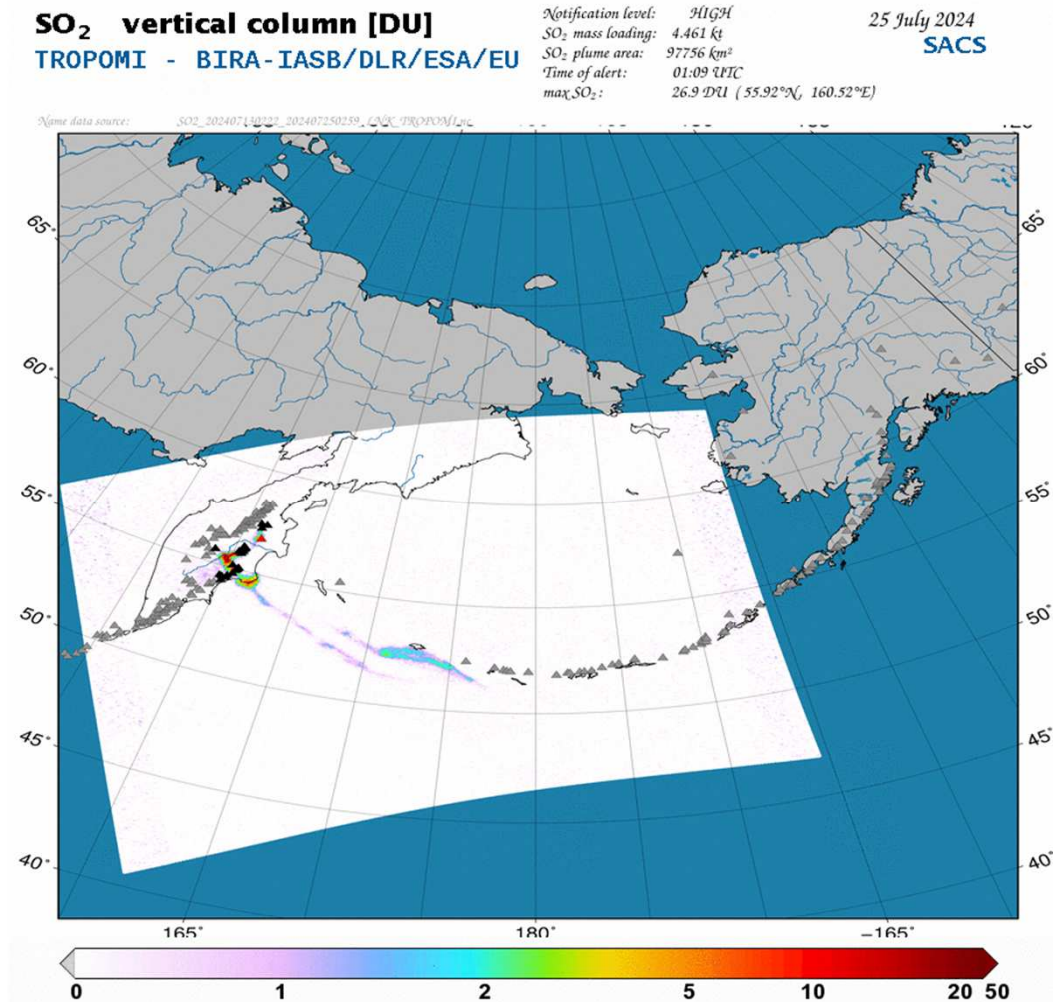 SO₂ vertical column [DU]
TROPOMI - BIRA-IASB/DLR/ESA/EU
Notification level: HIGH
SO₂ mass loading: 4.461 kt
SO₂ plume area: 97756 km²
Time of alert: 01:09 UTC
max SO₂: 26.9 DU (55.92°N, 160.52°E)
25 July 2024
SACS
Name data source:
65° 65°
60° 60°
55° 55°
50° 50°
45° 45°
40° 40°
165° 180° −165°
0 1 2 5 10 20 50